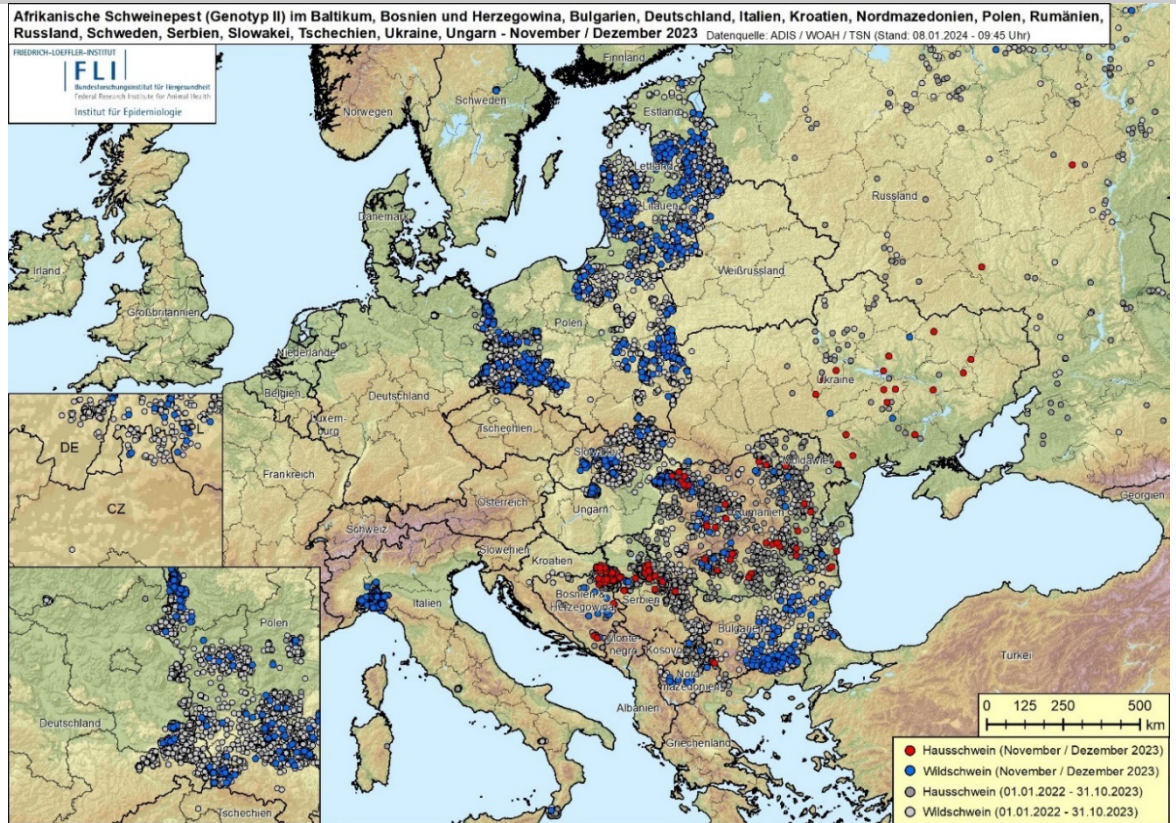 Afrikanische Schweinepest (Genotyp II) im Baltikum, Bosnien und Herzegowina, Bulgarien, Deutschland, Italien, Kroatien, Nordmazedonien, Polen, Rumänien,
Russland, Schweden, Serbien, Slowakei, Tschechien, Ukraine, Ungarn - November / Dezember 2023 Datenquelle: ADIS / WOAH / TSN (Stand: 08.01.2024 - 09:45 Uhr)
FRIEDRICH-LOEFFLER-INSTITUT
FLI
Bundesforschungsinstitut für Tiergesundheit
Federal Research Institute for Animal Health
Institut für Epidemiologie
Finnland
Norwegen
Schweden
Estland
Lettland
Russland
Litauen
Dänemark
Irland
Weißrussland
Großbritannien
Polen
Niederlande
Ukraine
Belgien
Deutschland
Luxem-
burg
Tschechien
DE
Slowakei
Moldawien
Frankreich
CZ
Österreich
Ungarn
Rumänien
Schweiz
Georgien
Slowenien
Kroatien
Bosnien &
Herzegowina
Serbien
Italien
Polen
Bulgarien
Monte-
negro
Kosovo
Türkei
Nord-
mazedonien
Albanien
Deutschland
Griechenland
Tschechien
0 125 250 500
km
Hausschwein (November / Dezember 2023)
Wildschwein (November / Dezember 2023)
Hausschwein (01.01.2022 - 31.10.2023)
Wildschwein (01.01.2022 - 31.10.2023)